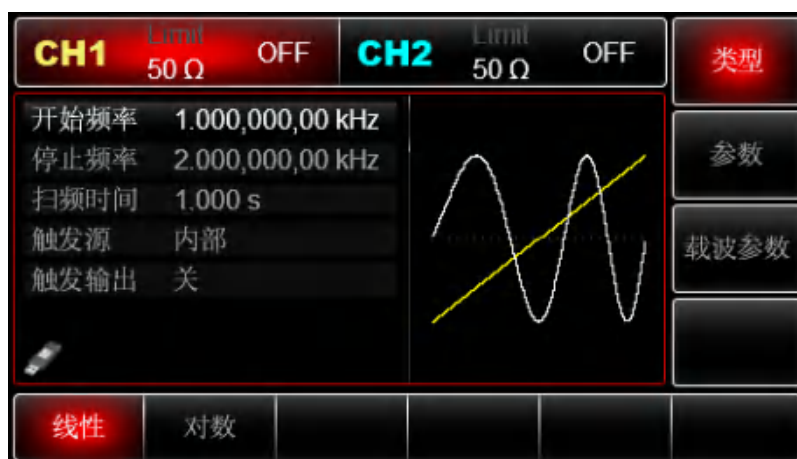 CH1 Limit 50 Ω OFF CH2 Limit 50 Ω OFF
类型
开始频率 1.000,000,00 kHz
停止频率 2.000,000,00 kHz
参数
扫频时间 1.000 s
触发源 内部
载波参数
触发输出 关
线性 对数